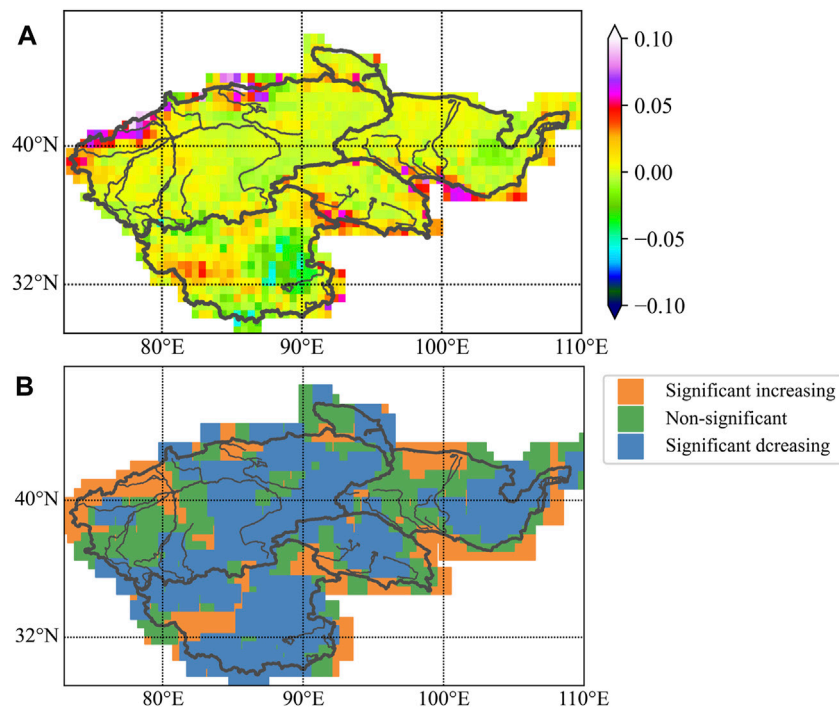 A
0.10
0.05
0.00
−0.05
−0.10
40°N
32°N
80°E
90°E
100°E
110°E
B
Significant increasing
Non-significant
Significant dcreasing
40°N
32°N
80°E
90°E
100°E
110°E